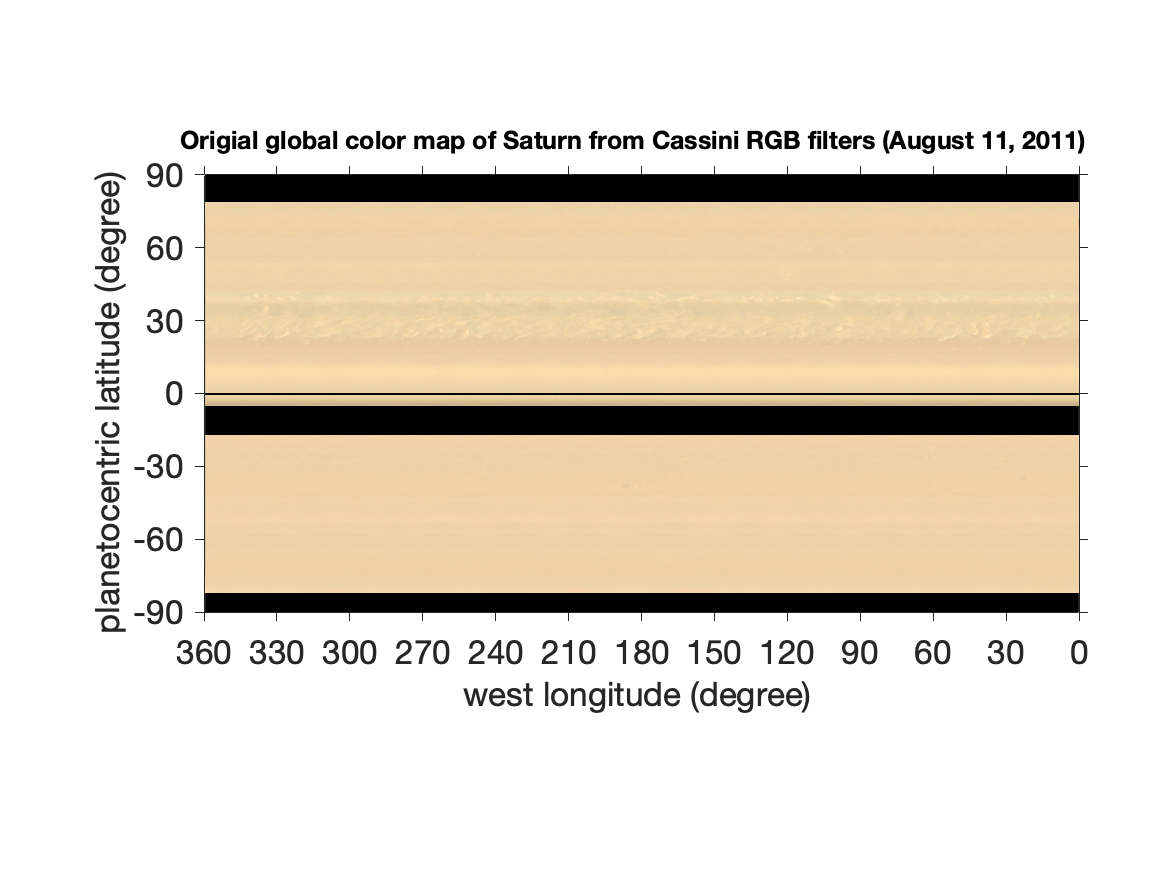 Origial global color map of Saturn from Cassini RGB filters (August 11, 2011)
90
60
30
0
-30
-60
-90
planetocentric latitude (degree)
360 330 300 270 240 210 180 150 120 90 60 30 0
west longitude (degree)